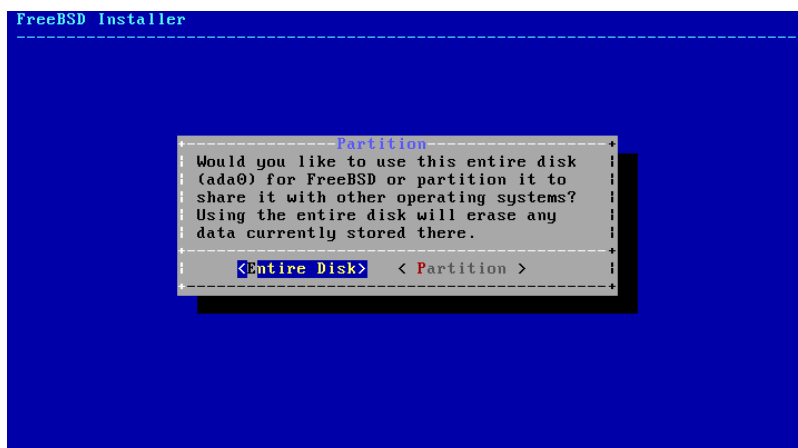 FreeBSD Installer
Partition
Would you like to use this entire disk
(ada0) for FreeBSD or partition it to
share it with other operating systems?
Using the entire disk will erase any
data currently stored there.
<Entire Disk> < Partition >